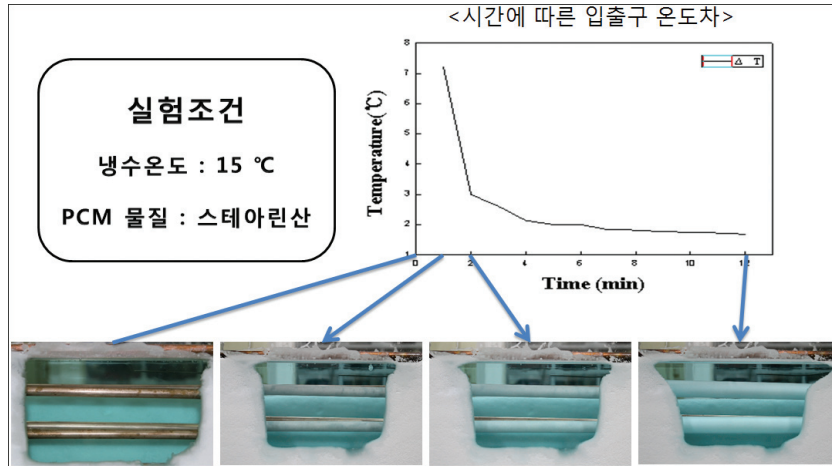 <시간에 따른 입출구 온도차>
실험조건
냉수온도 : 15 ℃
PCM 물질 : 스테아린산
8
7
6
5
4
3
2
1
Temperature(℃)
Δ T
0 2 4 6 8 10 12
Time (min)